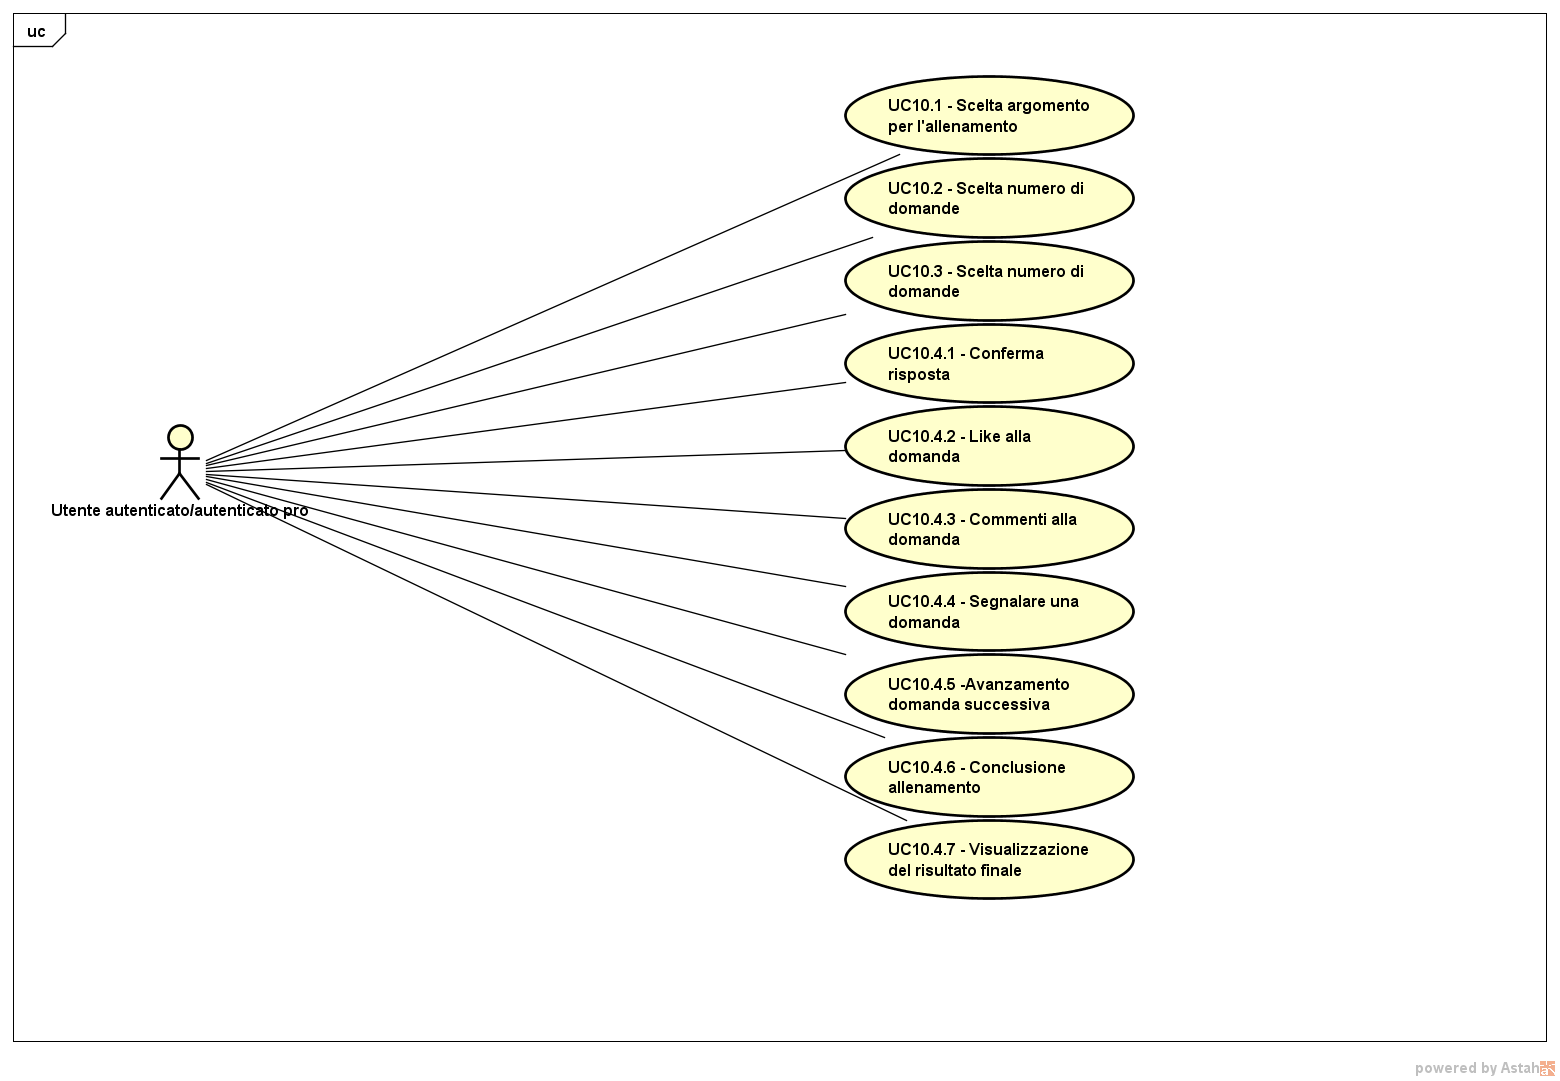 uc
UC10.1 - Scelta argomento
per l'allenamento
UC10.2 - Scelta numero di
domande
UC10.3 - Scelta numero di
domande
UC10.4.1 - Conferma
risposta
UC10.4.2 - Like alla
domanda
UC10.4.3 - Commenti alla
domanda
UC10.4.4 - Segnalare una
domanda
UC10.4.5 -Avanzamento
domanda successiva
UC10.4.6 - Conclusione
allenamento
UC10.4.7 - Visualizzazione
del risultato finale
Utente autenticato/autenticato pro
powered by Astah